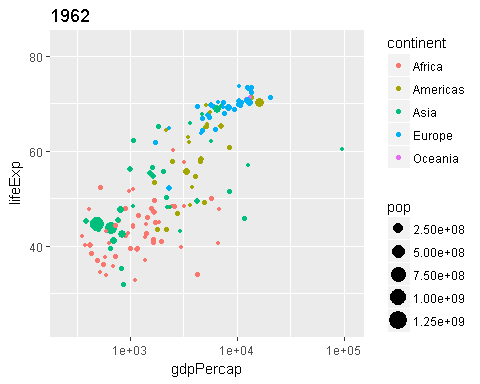 1962
80
60
40
lifeExp
1e+03
1e+04
1e+05
gdpPercap
continent
Africa
Americas
Asia
Europe
Oceania
pop
2.50e+08
5.00e+08
7.50e+08
1.00e+09
1.25e+09